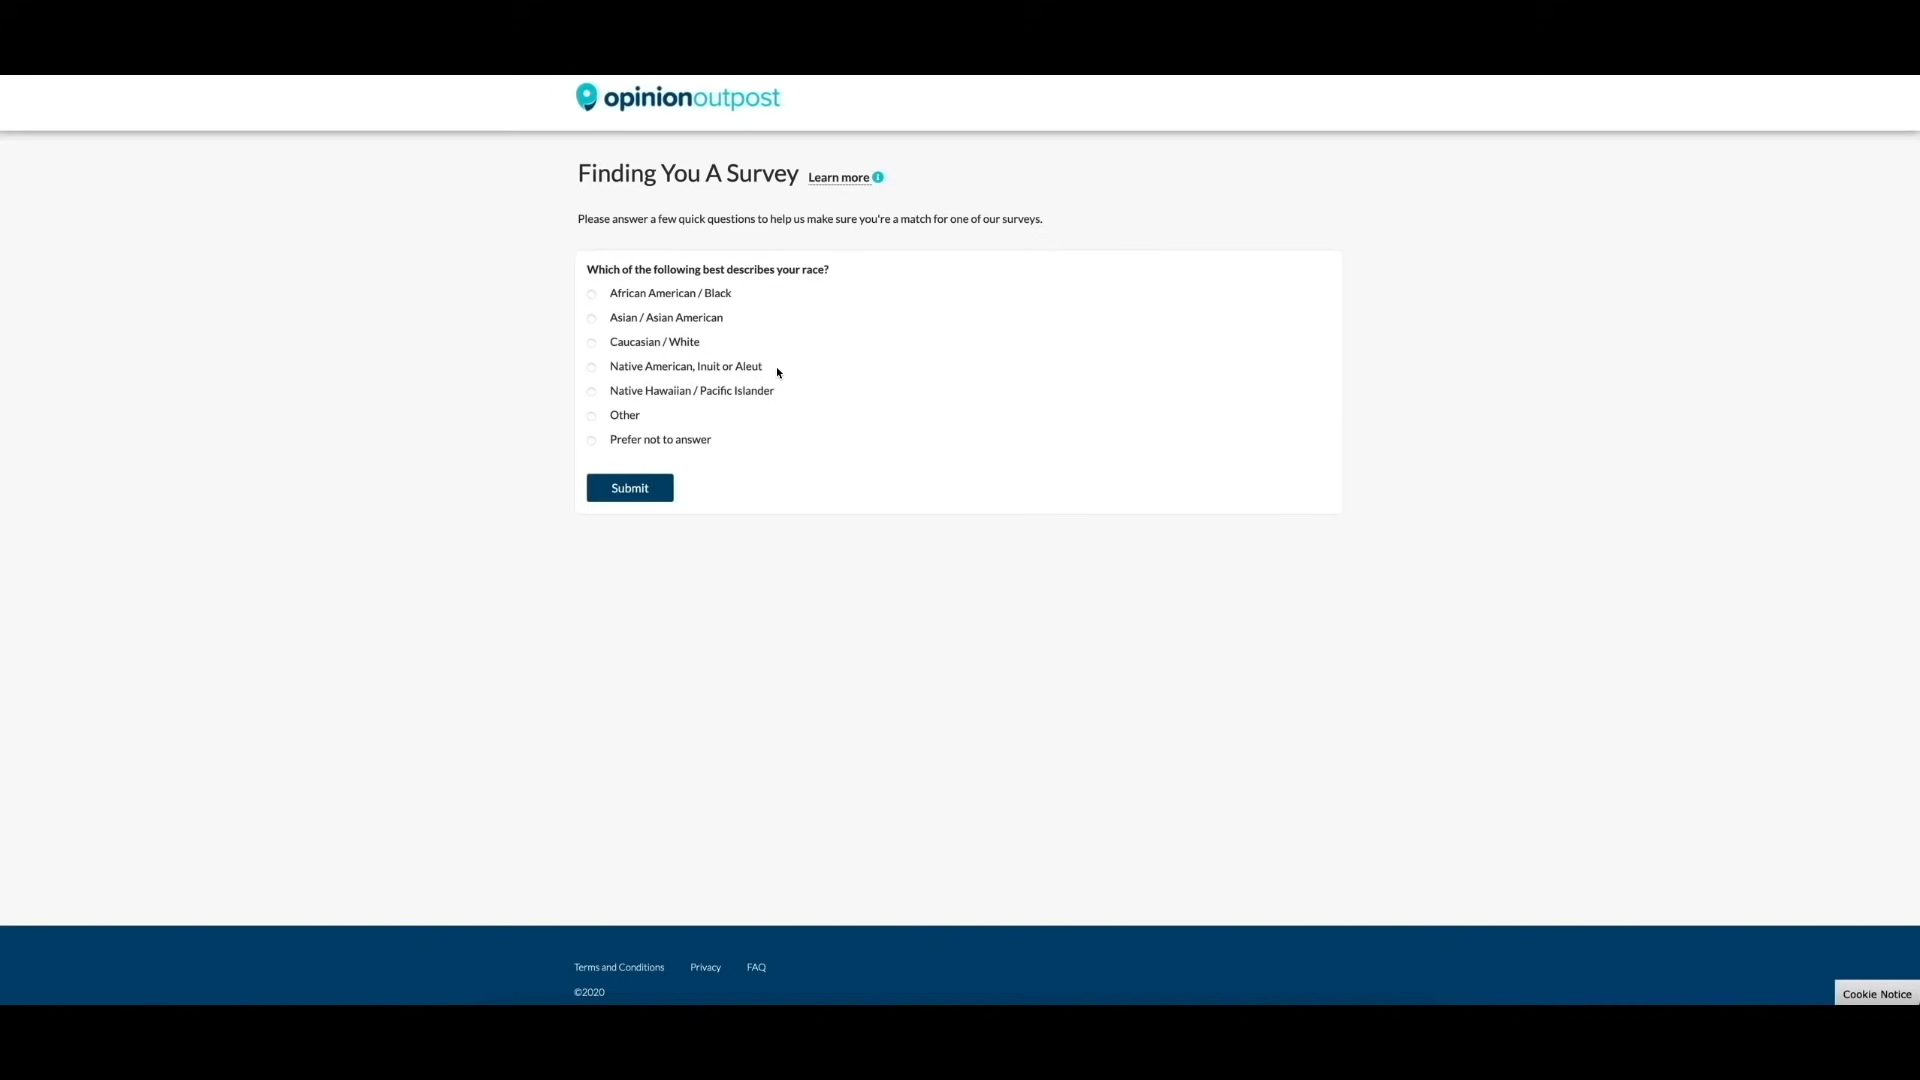 opinionoutpost
Finding You A Survey Learn more
Please answer a few quick questions to help us make sure you're a match for one of our surveys.
Which of the following best describes your race?
African American / Black
Asian / Asian American
Caucasian / White
Native American, Inuit or Aleut
Native Hawaiian / Pacific Islander
Other
Prefer not to answer
Submit
Terms and Conditions Privacy FAQ
©2020
Cookie Notice